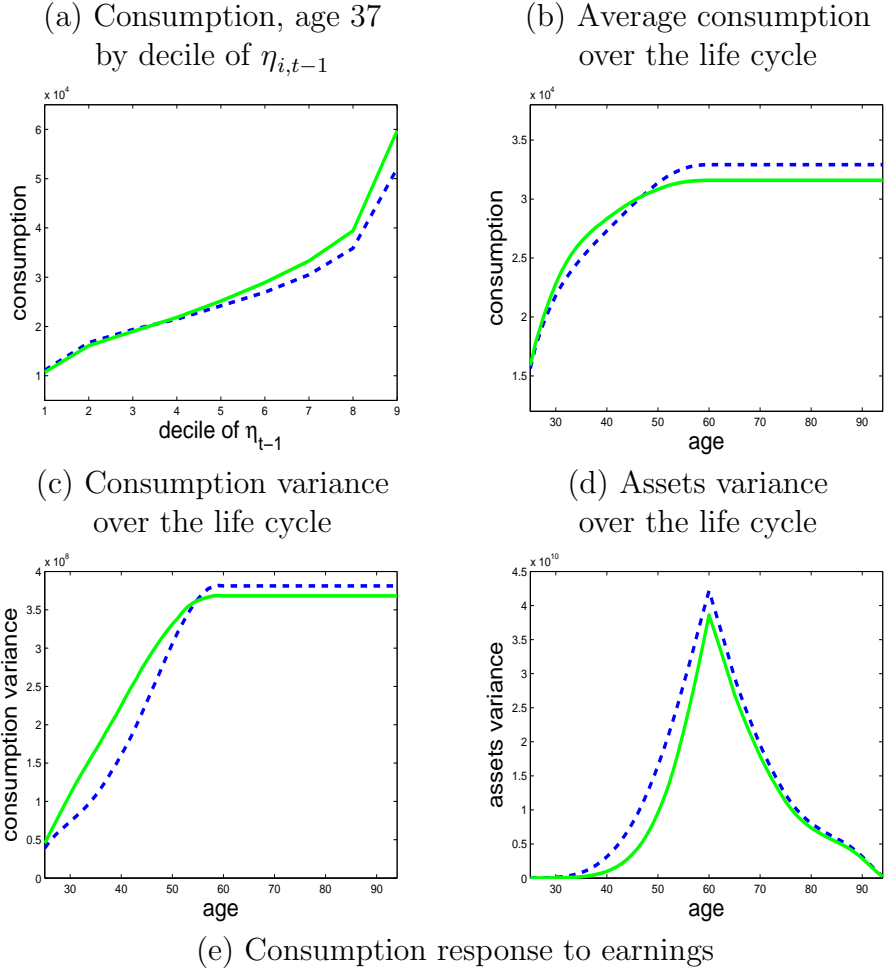 (a) Consumption, age 37
by decile of η_{i,t−1}
x 10^4
6
5
4
3
2
1
consumption
1 2 3 4 5 6 7 8 9
decile of η_{t−1}
(b) Average consumption
over the life cycle
x 10^4
3.5
3
2.5
2
1.5
consumption
30 40 50 60 70 80 90
age
(c) Consumption variance
over the life cycle
x 10^8
4
3.5
3
2.5
2
1.5
1
0.5
0
consumption variance
30 40 50 60 70 80 90
age
(d) Assets variance
over the life cycle
x 10^10
4.5
4
3.5
3
2.5
2
1.5
1
0.5
0
assets variance
30 40 50 60 70 80 90
age
(e) Consumption response to earnings